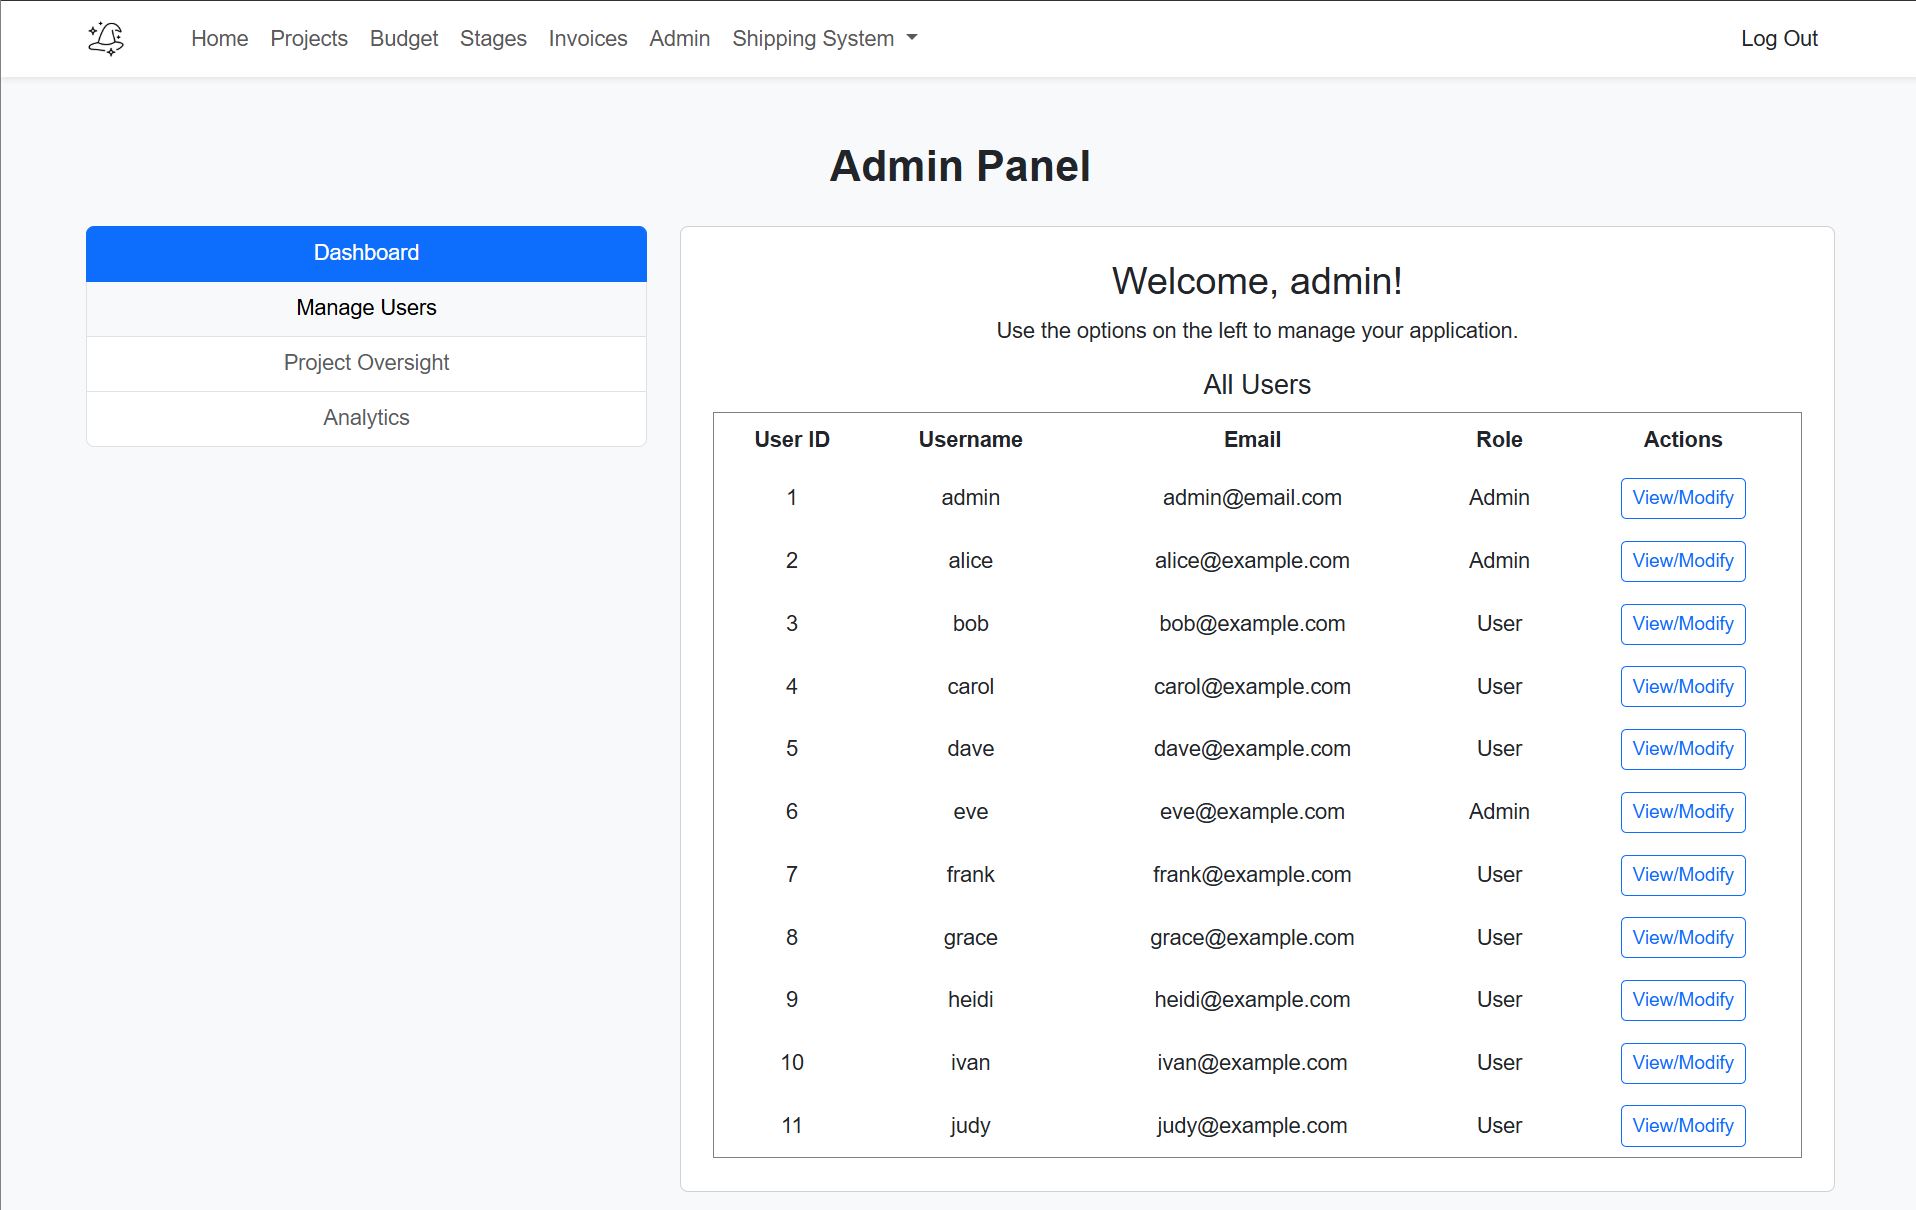 Home Projects Budget Stages Invoices Admin Shipping System Log Out
Admin Panel
Dashboard
Manage Users
Project Oversight
Analytics
Welcome, admin!
Use the options on the left to manage your application.
All Users
User ID Username Email Role Actions
1 admin admin@email.com Admin View/Modify
2 alice alice@example.com Admin View/Modify
3 bob bob@example.com User View/Modify
4 carol carol@example.com User View/Modify
5 dave dave@example.com User View/Modify
6 eve eve@example.com Admin View/Modify
7 frank frank@example.com User View/Modify
8 grace grace@example.com User View/Modify
9 heidi heidi@example.com User View/Modify
10 ivan ivan@example.com User View/Modify
11 judy judy@example.com User View/Modify